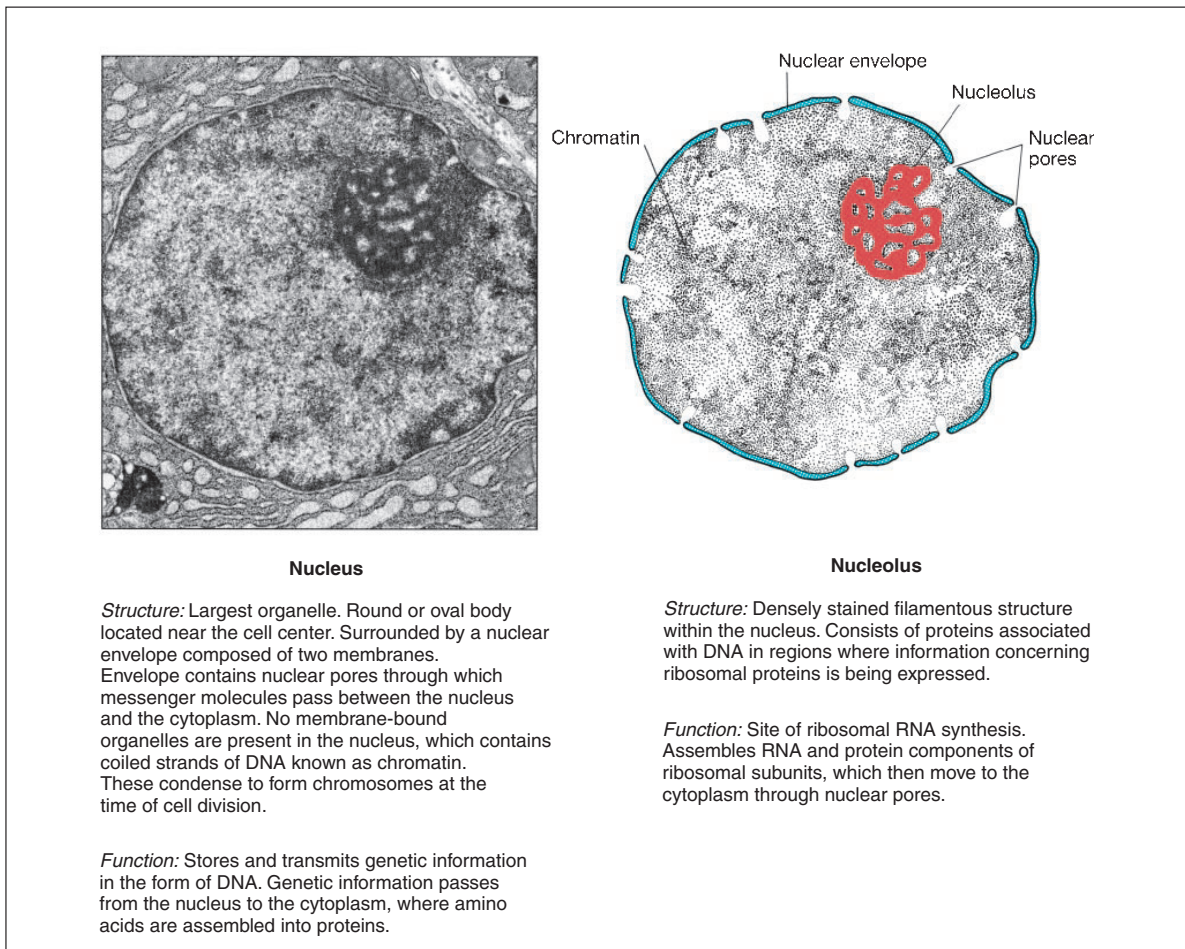 Nuclear envelope
Nucleolus
Chromatin
Nuclear
pores
Nucleus
Structure: Largest organelle. Round or oval body
located near the cell center. Surrounded by a nuclear
envelope composed of two membranes.
Envelope contains nuclear pores through which
messenger molecules pass between the nucleus
and the cytoplasm. No membrane-bound
organelles are present in the nucleus, which contains
coiled strands of DNA known as chromatin.
These condense to form chromosomes at the
time of cell division.
Function: Stores and transmits genetic information
in the form of DNA. Genetic information passes
from the nucleus to the cytoplasm, where amino
acids are assembled into proteins.
Nucleolus
Structure: Densely stained filamentous structure
within the nucleus. Consists of proteins associated
with DNA in regions where information concerning
ribosomal proteins is being expressed.
Function: Site of ribosomal RNA synthesis.
Assembles RNA and protein components of
ribosomal subunits, which then move to the
cytoplasm through nuclear pores.